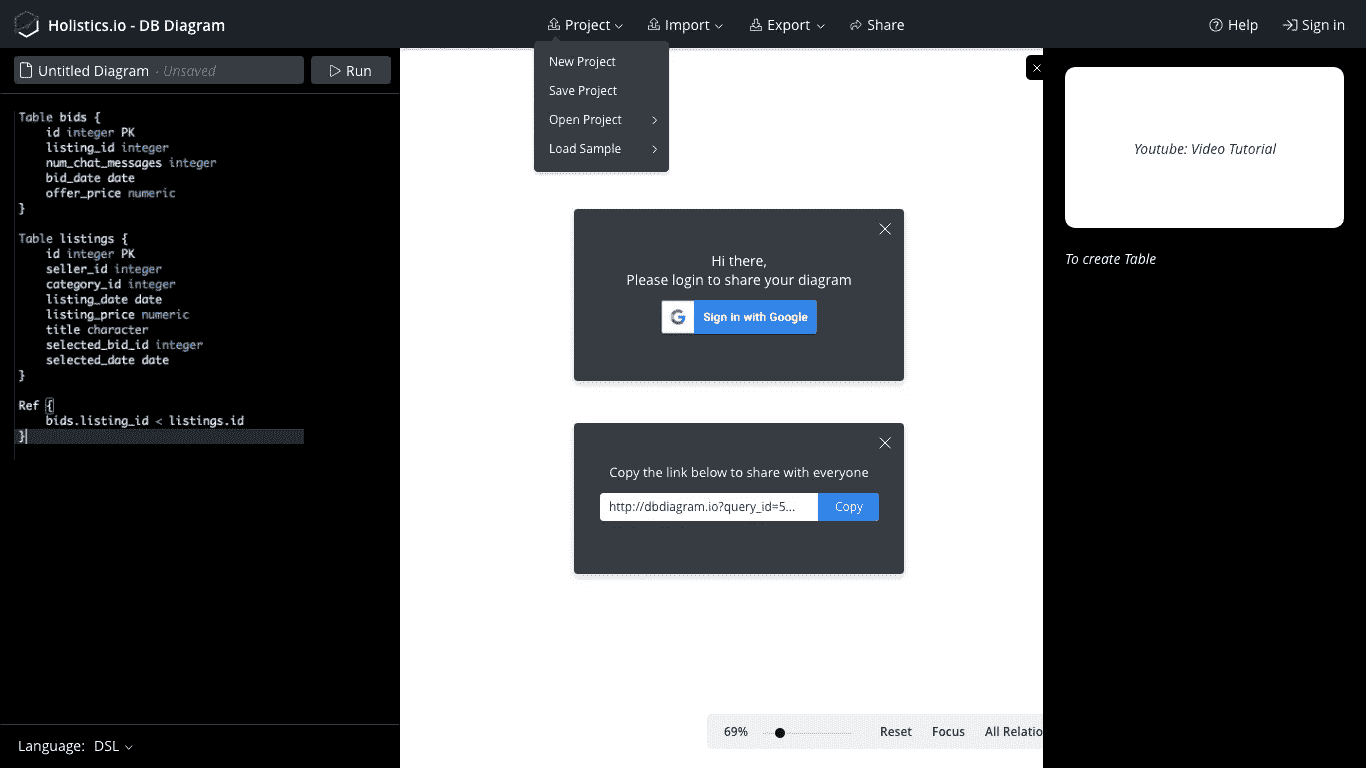 Holistics.io - DB Diagram
Project
Import
Export
Share
Help
Sign in
Untitled Diagram - Unsaved
Run
New Project
Save Project
Open Project
Load Sample
Table bids {
id integer PK
listing_id integer
num_chat_messages integer
bid_date date
offer_price numeric
}
Table listings {
id integer PK
seller_id integer
category_id integer
listing_date date
listing_price numeric
title character
selected_bid_id integer
selected_date date
}
Ref {
bids.listing_id < listings.id
}
Language: DSL
Hi there,
Please login to share your diagram
G Sign in with Google
Copy the link below to share with everyone
http://dbdiagram.io?query_id=5...
Copy
69%
Reset
Focus
All Relatio
Youtube: Video Tutorial
To create Table